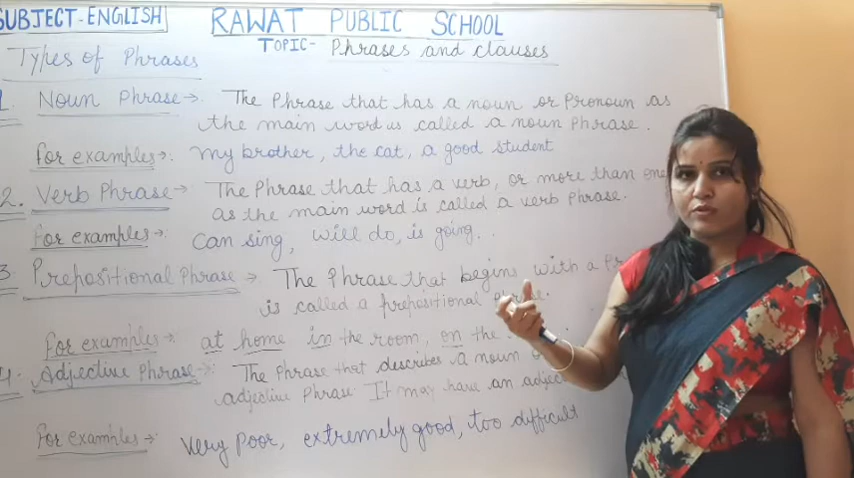 SUBJECT-ENGLISH RAWAT PUBLIC SCHOOL
TOPIC- Phrases and clauses
Types of Phrases
1. Noun Phrase → The Phrase that has a noun or Pronoun as
the main word is called a noun Phrase.
For examples →: my brother, the cat, a good student
2. Verb Phrase → The Phrase that has a verb, or more than one
as the main word is called a verb Phrase.
For examples →: Can sing, will do, is going.
3. Prepositional Phrase → The Phrase that begins with a
is called a prepositional phrase.
For examples →: at home in the room, on the
4. Adjective Phrase → The Phrase that describes a noun
adjective Phrase. It may have an
For examples → Very Poor, extremely good, too difficult